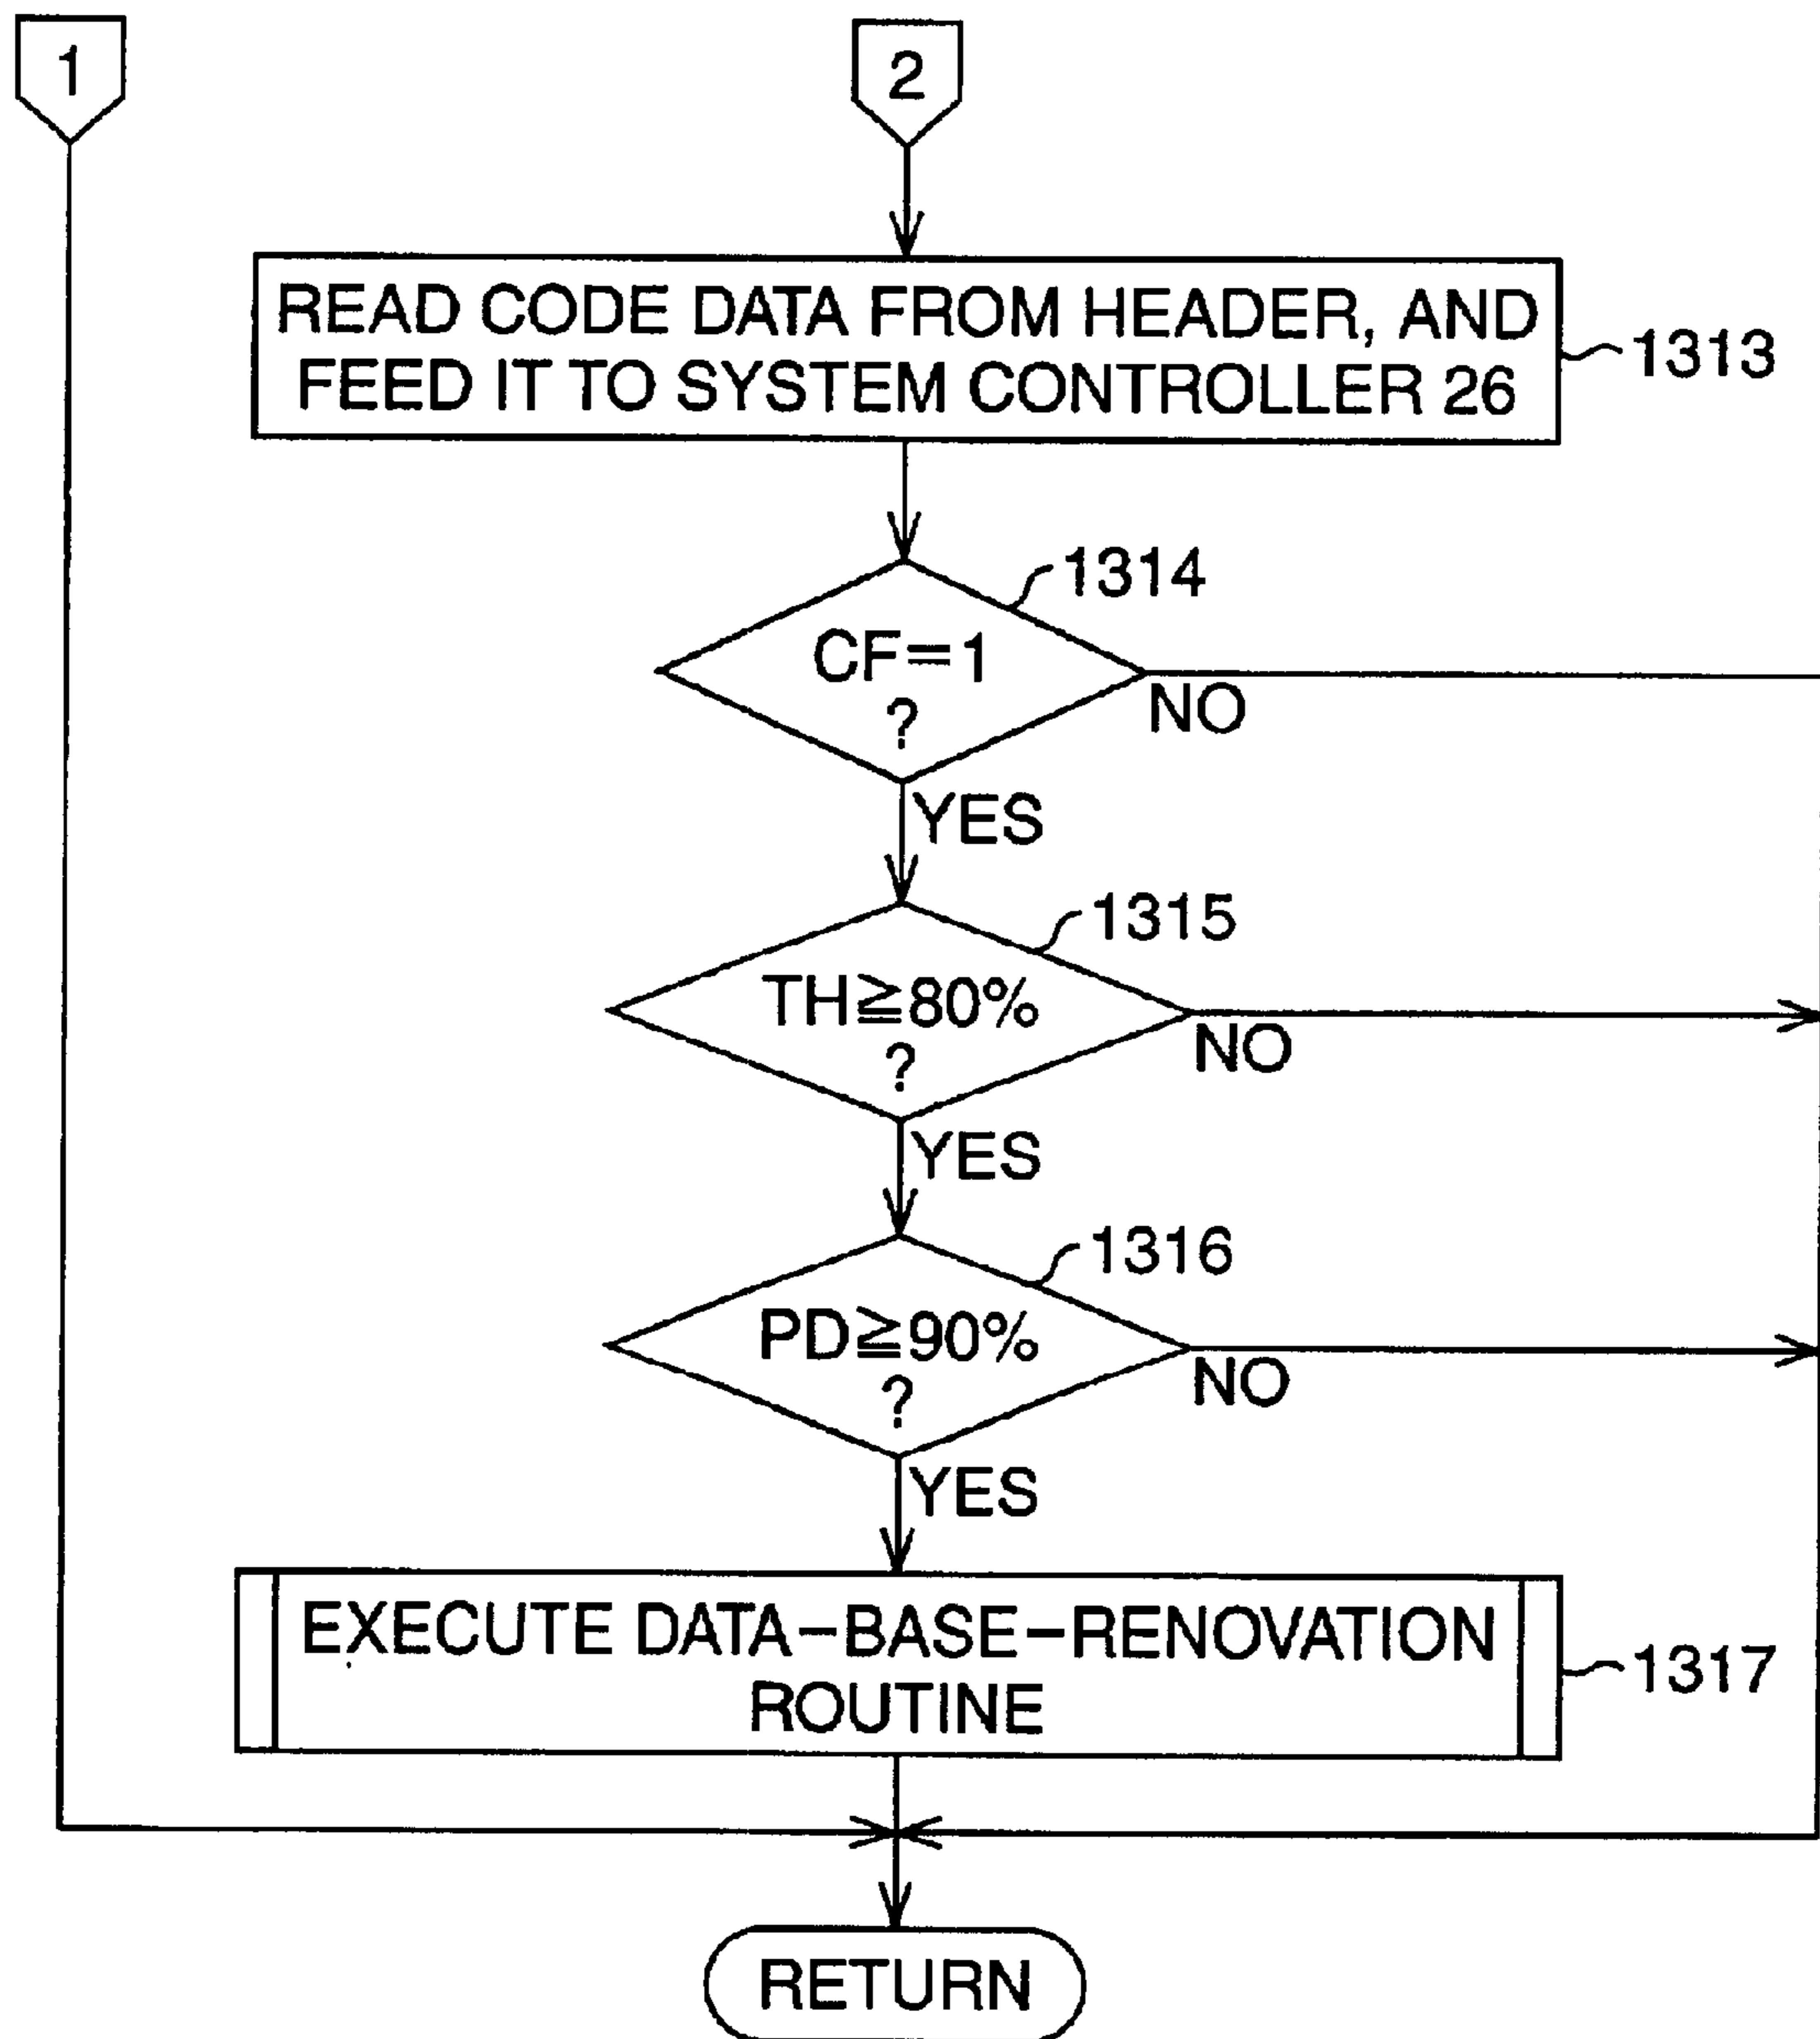 1
2
READ CODE DATA FROM HEADER, AND
FEED IT TO SYSTEM CONTROLLER 26
1313
1314
CF=1
?
NO
YES
1315
TH≧80%
?
NO
YES
1316
PD≧90%
?
NO
YES
EXECUTE DATA-BASE-RENOVATION
ROUTINE
1317
RETURN